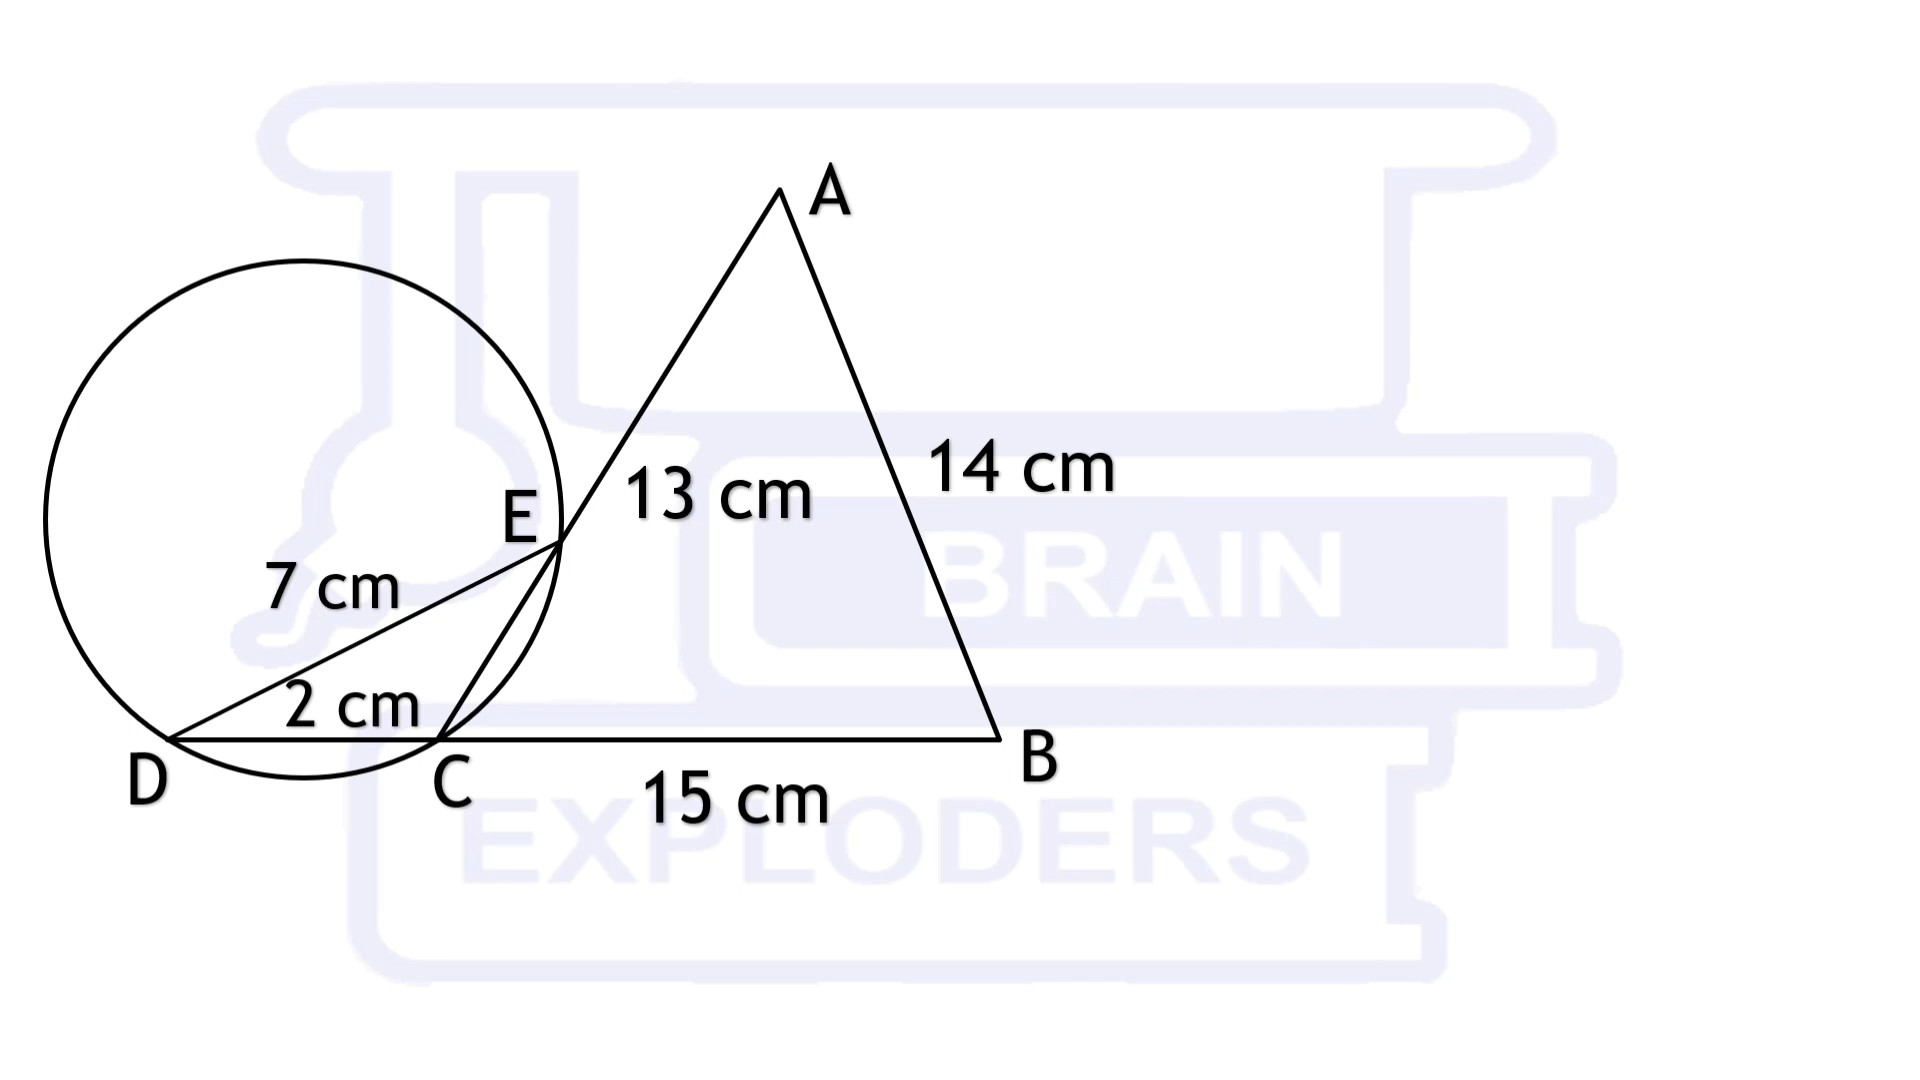 A
14 cm
13 cm
E
7 cm
2 cm
D
C
B
15 cm
BRAIN
EXPLODERS